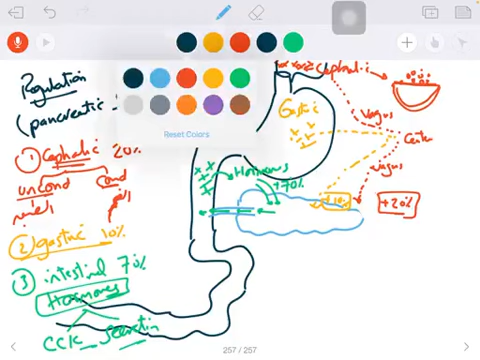 Regulation
(pancreatic
① Cephalic 20%
uncond cond
② gastric 10%
③ intestinal 70%
Hormones
CCK Secretin
Reset Colors
Cephalic
Gastric
vagus
Center
vagus
Hormones
+70%
+10%
+20%
257 / 257